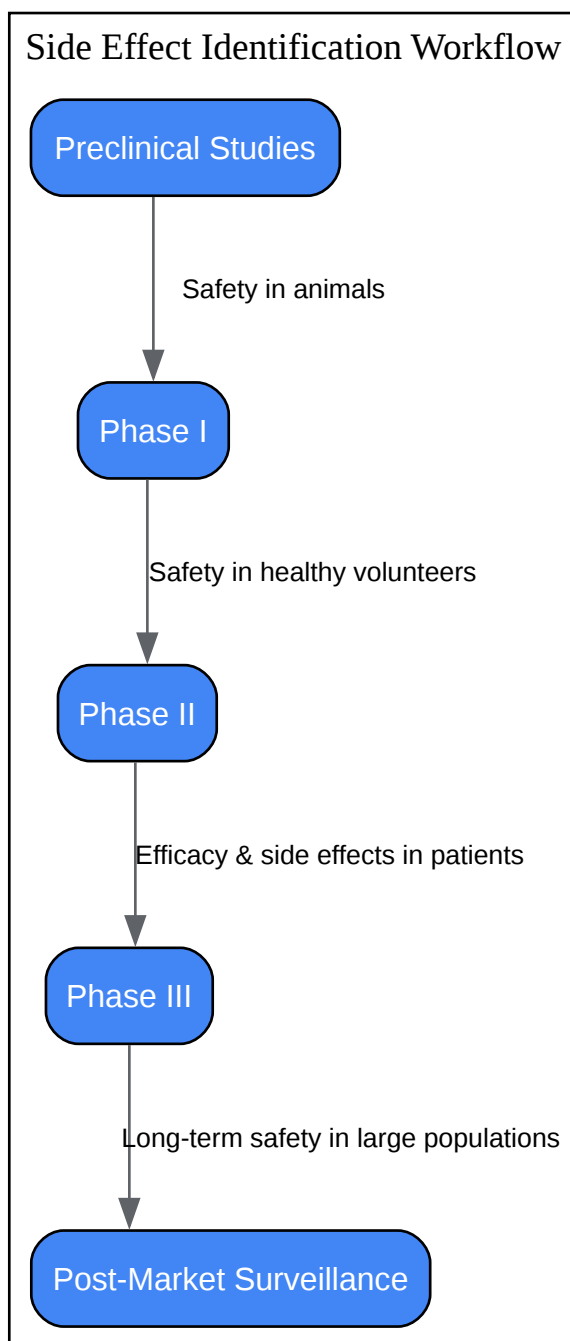 Side Effect Identification Workflow
Preclinical Studies
Safety in animals
Phase I
Safety in healthy volunteers
Phase II
Efficacy & side effects in patients
Phase III
Long-term safety in large populations
Post-Market Surveillance